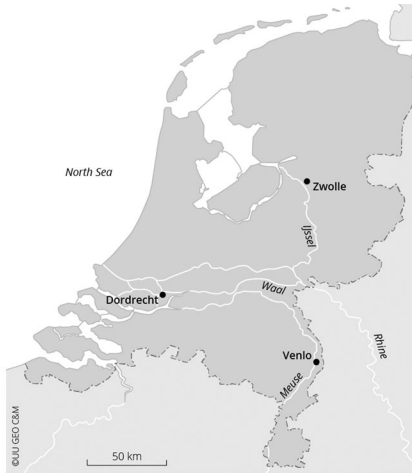 North Sea
Zwolle
IJssel
Waal
Dordrecht
Rhine
Venlo
Meuse
50 km
©UU GEO C&M